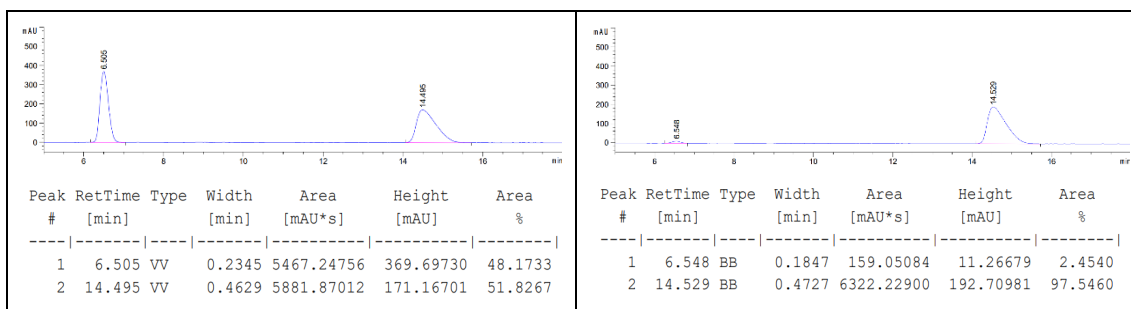 mAU
500
400
300
200
100
0
6.505
14.495
6
8
10
12
14
16
min
Peak RetTime Type Width Area Height Area
# [min] [min] [mAU*s] [mAU] %
----|-------|----|-------|----------|----------|--------|
1 6.505 VV 0.2345 5467.24756 369.69730 48.1733
2 14.495 VV 0.4629 5881.87012 171.16701 51.8267
mAU
500
400
300
200
100
0
6.548
14.529
6
8
10
12
14
16
min
Peak RetTime Type Width Area Height Area
# [min] [min] [mAU*s] [mAU] %
----|-------|----|-------|----------|----------|--------|
1 6.548 BB 0.1847 159.05084 11.26679 2.4540
2 14.529 BB 0.4727 6322.22900 192.70981 97.5460